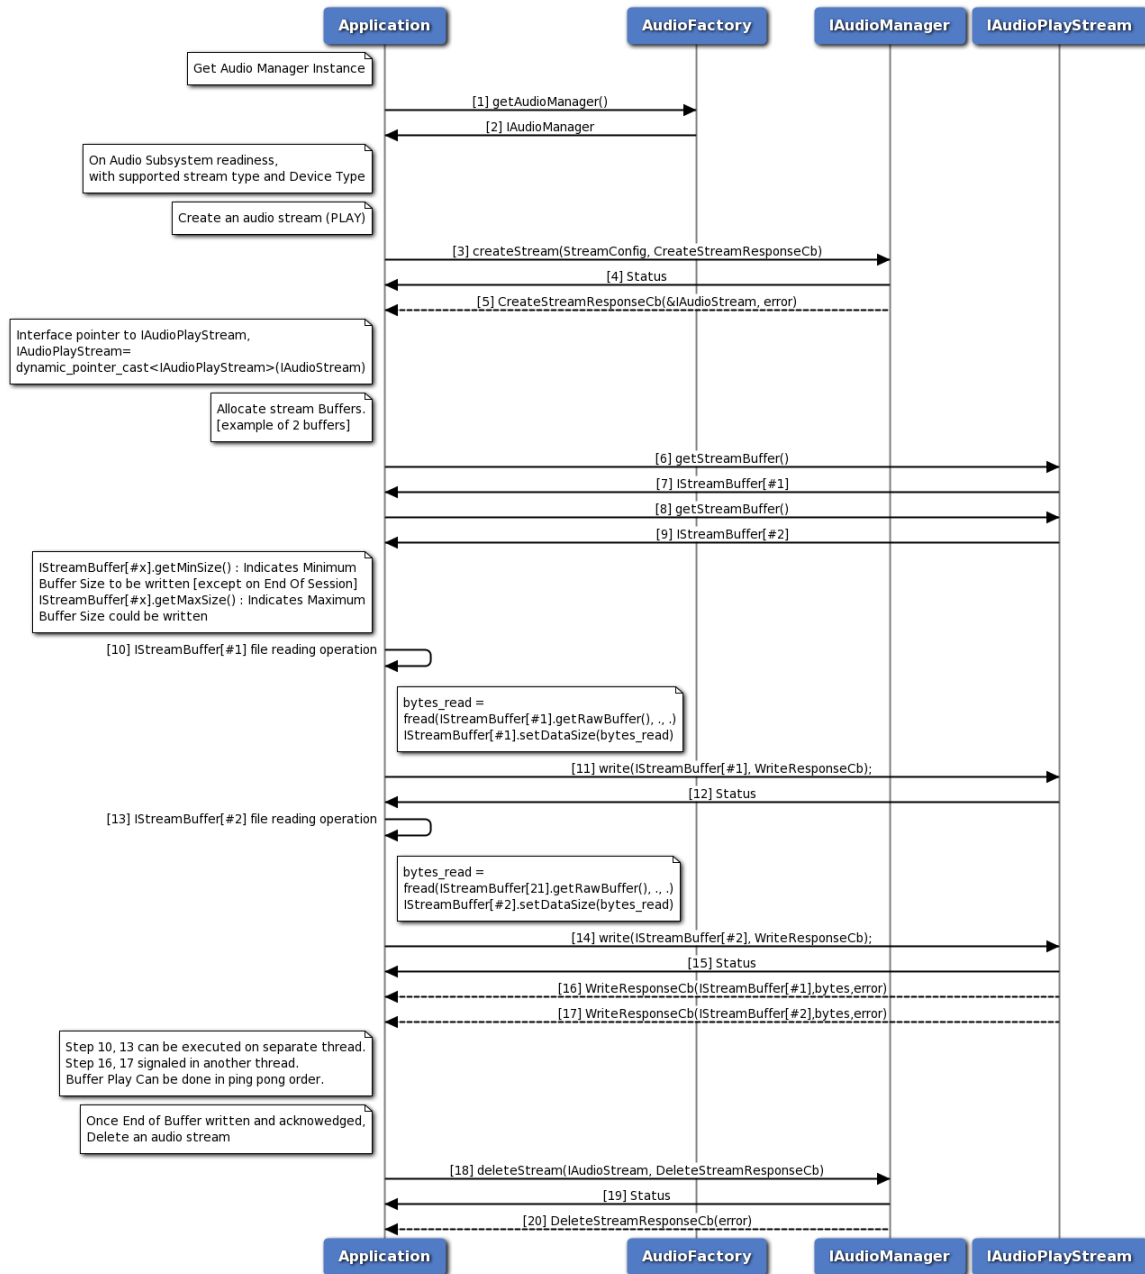 Application
AudioFactory
IAudioManager
IAudioPlayStream
Get Audio Manager Instance
[1] getAudioManager()
[2] IAudioManager
On Audio Subsystem readiness,
with supported stream type and Device Type
Create an audio stream (PLAY)
[3] createStream(StreamConfig, CreateStreamResponseCb)
[4] Status
[5] CreateStreamResponseCb(&IAudioStream, error)
Interface pointer to IAudioPlayStream,
IAudioPlayStream=
dynamic_pointer_cast<IAudioPlayStream>(IAudioStream)
Allocate stream Buffers.
[example of 2 buffers]
[6] getStreamBuffer()
[7] IStreamBuffer[#1]
[8] getStreamBuffer()
[9] IStreamBuffer[#2]
IStreamBuffer[#x].getMinSize() : Indicates Minimum
Buffer Size to be written [except on End Of Session]
IStreamBuffer[#x].getMaxSize() : Indicates Maximum
Buffer Size could be written
[10] IStreamBuffer[#1] file reading operation
bytes_read =
fread(IStreamBuffer[#1].getRawBuffer(), ., .)
IStreamBuffer[#1].setDataSize(bytes_read)
[11] write(IStreamBuffer[#1], WriteResponseCb);
[12] Status
[13] IStreamBuffer[#2] file reading operation
bytes_read =
fread(IStreamBuffer[21].getRawBuffer(), ., .)
IStreamBuffer[#2].setDataSize(bytes_read)
[14] write(IStreamBuffer[#2], WriteResponseCb);
[15] Status
[16] WriteResponseCb(IStreamBuffer[#1],bytes,error)
[17] WriteResponseCb(IStreamBuffer[#2],bytes,error)
Step 10, 13 can be executed on separate thread.
Step 16, 17 signaled in another thread.
Buffer Play Can be done in ping pong order.
Once End of Buffer written and acknowedged,
Delete an audio stream
[18] deleteStream(IAudioStream, DeleteStreamResponseCb)
[19] Status
[20] DeleteStreamResponseCb(error)
Application
AudioFactory
IAudioManager
IAudioPlayStream